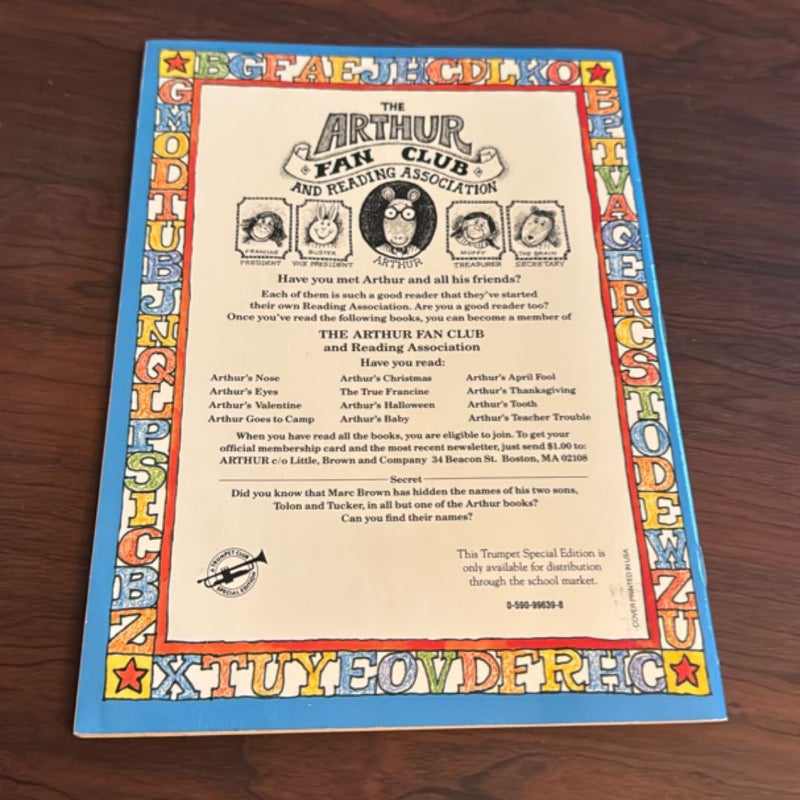 BGFAEJHCDLKO
THE
ARTHUR
FAN CLUB
AND READING ASSOCIATION
FRANCINE
PRESIDENT
BUSTER
VICE PRESIDENT
ARTHUR
MUFFY
TREASURER
THE BRAIN
SECRETARY
Have you met Arthur and all his friends?
Each of them is such a good reader that they've started
their own Reading Association. Are you a good reader too?
Once you've read the following books, you can become a member of
THE ARTHUR FAN CLUB
and Reading Association
Have you read:
Arthur's Nose Arthur's Christmas Arthur's April Fool
Arthur's Eyes The True Francine Arthur's Thanksgiving
Arthur's Valentine Arthur's Halloween Arthur's Tooth
Arthur Goes to Camp Arthur's Baby Arthur's Teacher Trouble
When you have read all the books, you are eligible to join. To get your
official membership card and the most recent newsletter, just send $1.00 to:
ARTHUR c/o Little, Brown and Company 34 Beacon St. Boston, MA 02108
Secret
Did you know that Marc Brown has hidden the names of his two sons,
Tolon and Tucker, in all but one of the Arthur books?
Can you find their names?
A TRUMPET CLUB
SPECIAL EDITION
This Trumpet Special Edition is
only available for distribution
through the school market.
0-590-99639-8
COVER PRINTED IN USA
GMODTUBJNQLPSICBZ
BPTVAQERCSTODEWZU
XTUYEOVDFRHC